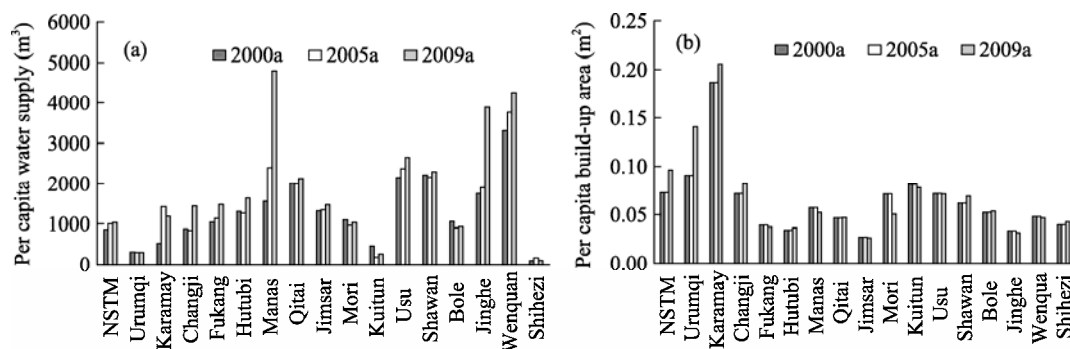 Per capita water supply (m³)
6000
5000
4000
3000
2000
1000
0
(a)
2000a 2005a 2009a
NSTM
Urumqi
Karamay
Changji
Fukang
Hutubi
Manas
Qitai
Jimsar
Mori
Kuitun
Usu
Shawan
Bole
Jinghe
Wenquan
Shihezi
Per capita build-up area (m²)
0.25
0.20
0.15
0.10
0.05
0.00
(b)
2000a 2005a 2009a
NSTM
Urumqi
Karamay
Changji
Fukang
Hutubi
Manas
Qitai
Jimsar
Mori
Kuitun
Usu
Shawan
Bole
Jinghe
Wenqua
Shihezi